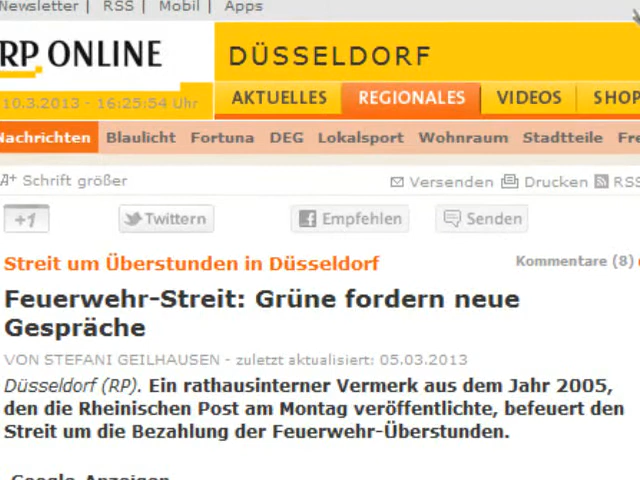 Newsletter | RSS | Mobil | Apps
RP ONLINE
DÜSSELDORF
10.3.2013 - 16:25:54 Uhr
AKTUELLES REGIONALES VIDEOS SHOP
Nachrichten Blaulicht Fortuna DEG Lokalsport Wohnraum Stadtteile Fre
A+ Schrift größer Versenden Drucken RSS
+1 Twittern Empfehlen Senden
Streit um Überstunden in Düsseldorf Kommentare (8)
Feuerwehr-Streit: Grüne fordern neue
Gespräche
VON STEFANI GEILHAUSEN - zuletzt aktualisiert: 05.03.2013
Düsseldorf (RP). Ein rathausinterner Vermerk aus dem Jahr 2005,
den die Rheinischen Post am Montag veröffentlichte, befeuert den
Streit um die Bezahlung der Feuerwehr-Überstunden.
Google-Anzeigen